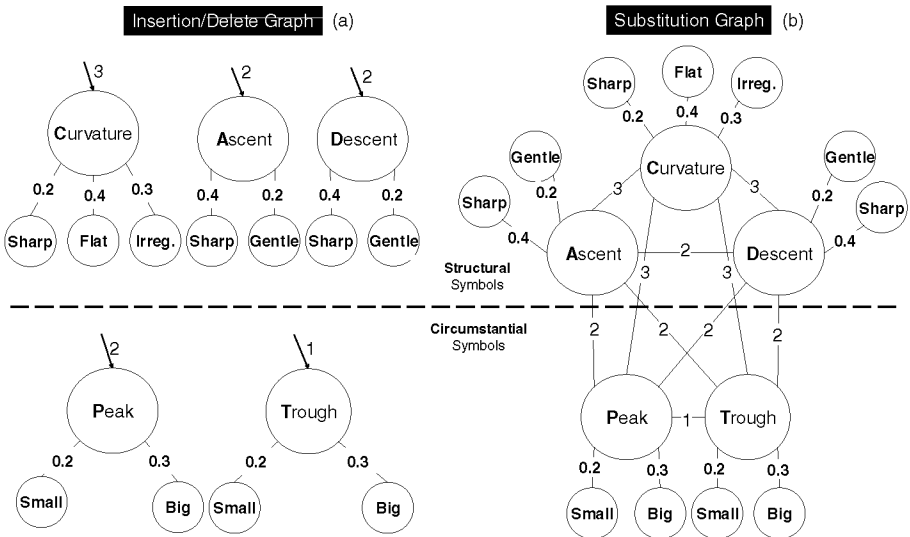 Insertion/Delete Graph (a)
3
2
2
Curvature
Ascent
Descent
0.2
0.4
0.3
0.4
0.2
0.4
0.2
Sharp
Flat
Irreg.
Sharp
Gentle
Sharp
Gentle
2
1
Peak
Trough
0.2
0.3
0.2
0.3
Small
Big
Small
Big
Substitution Graph (b)
Sharp
Flat
Irreg.
0.2
0.4
0.3
Gentle
Curvature
Gentle
0.2
3
3
0.2
Sharp
Sharp
0.4
0.4
Ascent
2
Descent
Structural
Symbols
3
3
Circumstantial
Symbols
2
2
2
2
Peak
1
Trough
0.2
0.3
0.2
0.3
Small
Big
Small
Big